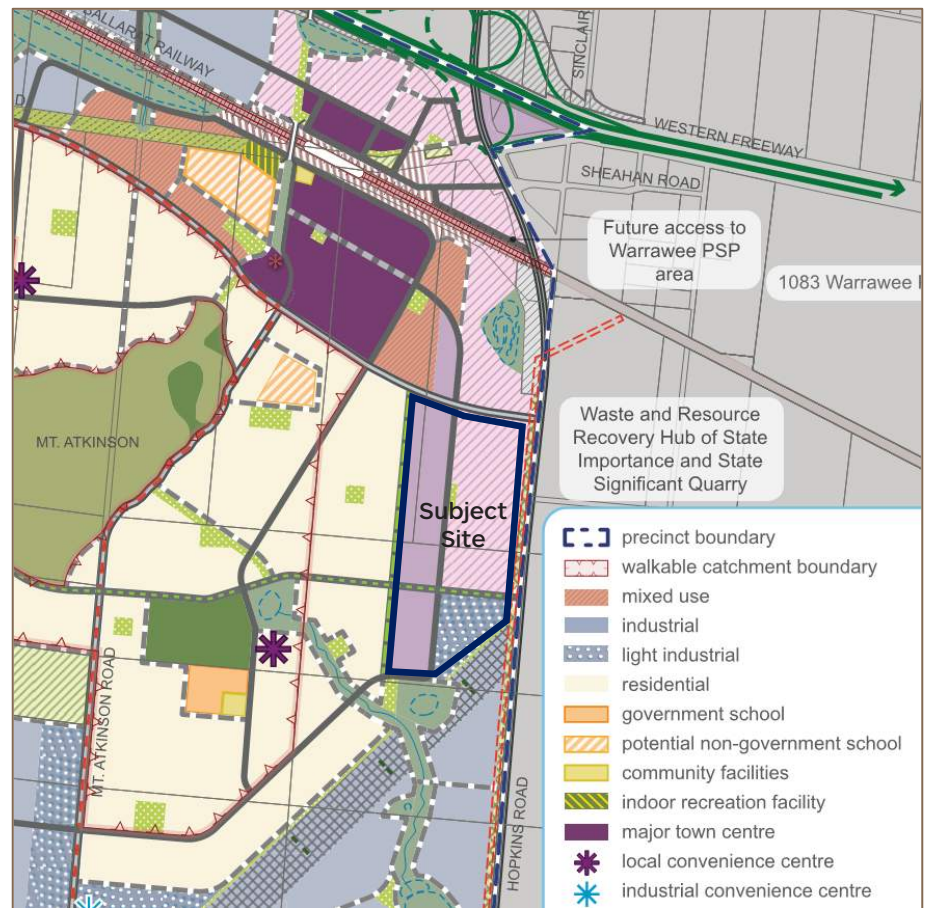 BALLARAT RAILWAY
SINCLAIR
WESTERN FREEWAY
SHEAHAN ROAD
Future access to
Warrawee PSP
area
1083 Warrawee
MT. ATKINSON
Waste and Resource
Recovery Hub of State
Importance and State
Significant Quarry
Subject
Site
MT. ATKINSON ROAD
HOPKINS ROAD
precinct boundary
walkable catchment boundary
mixed use
industrial
light industrial
residential
government school
potential non-government school
community facilities
indoor recreation facility
major town centre
local convenience centre
industrial convenience centre